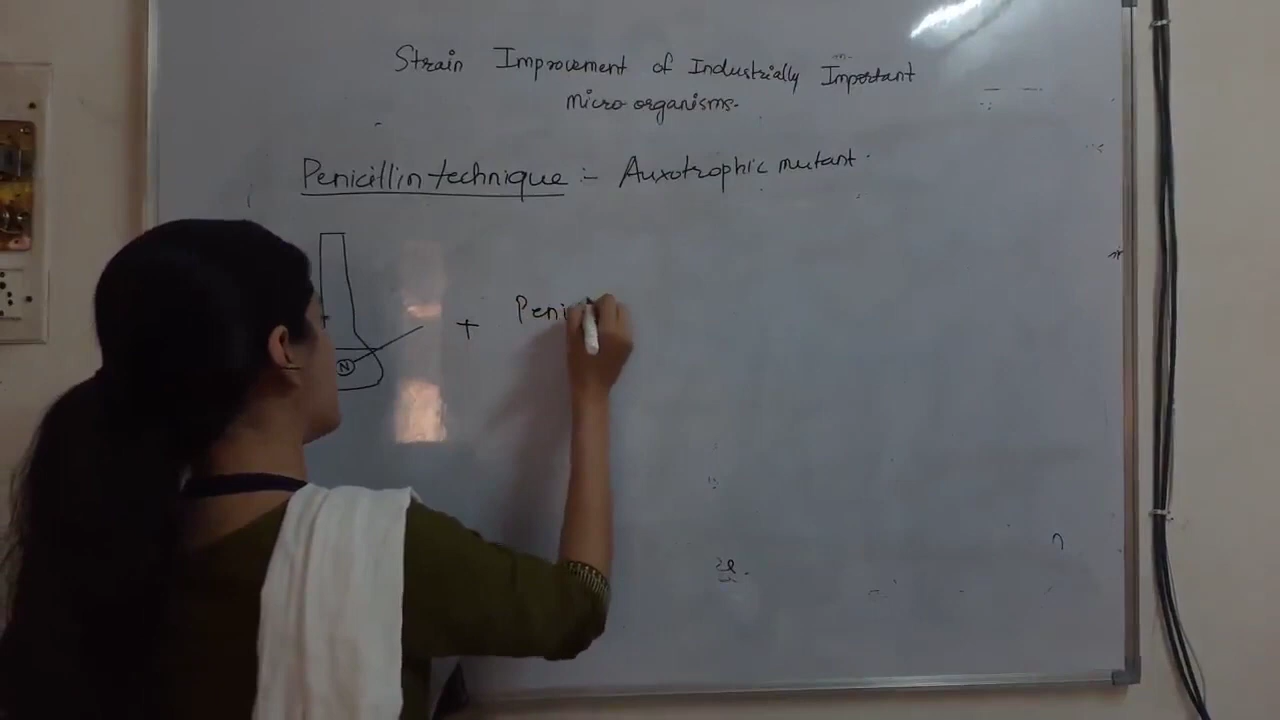 Strain Improvement of Industrially Important
micro organisms.
Penicillin technique :- Auxotrophic mutant.
+ Peni
N